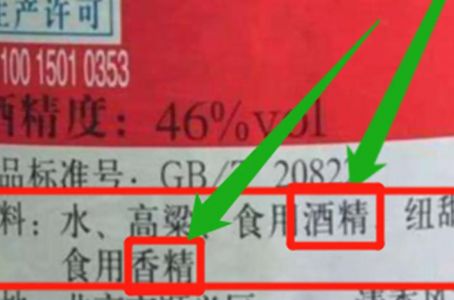 生产许可
100 1501 0353
酒精度：46%vol
品标准号：GB/T 2082
料：水、高粱、食用酒精、纽甜
食用香精